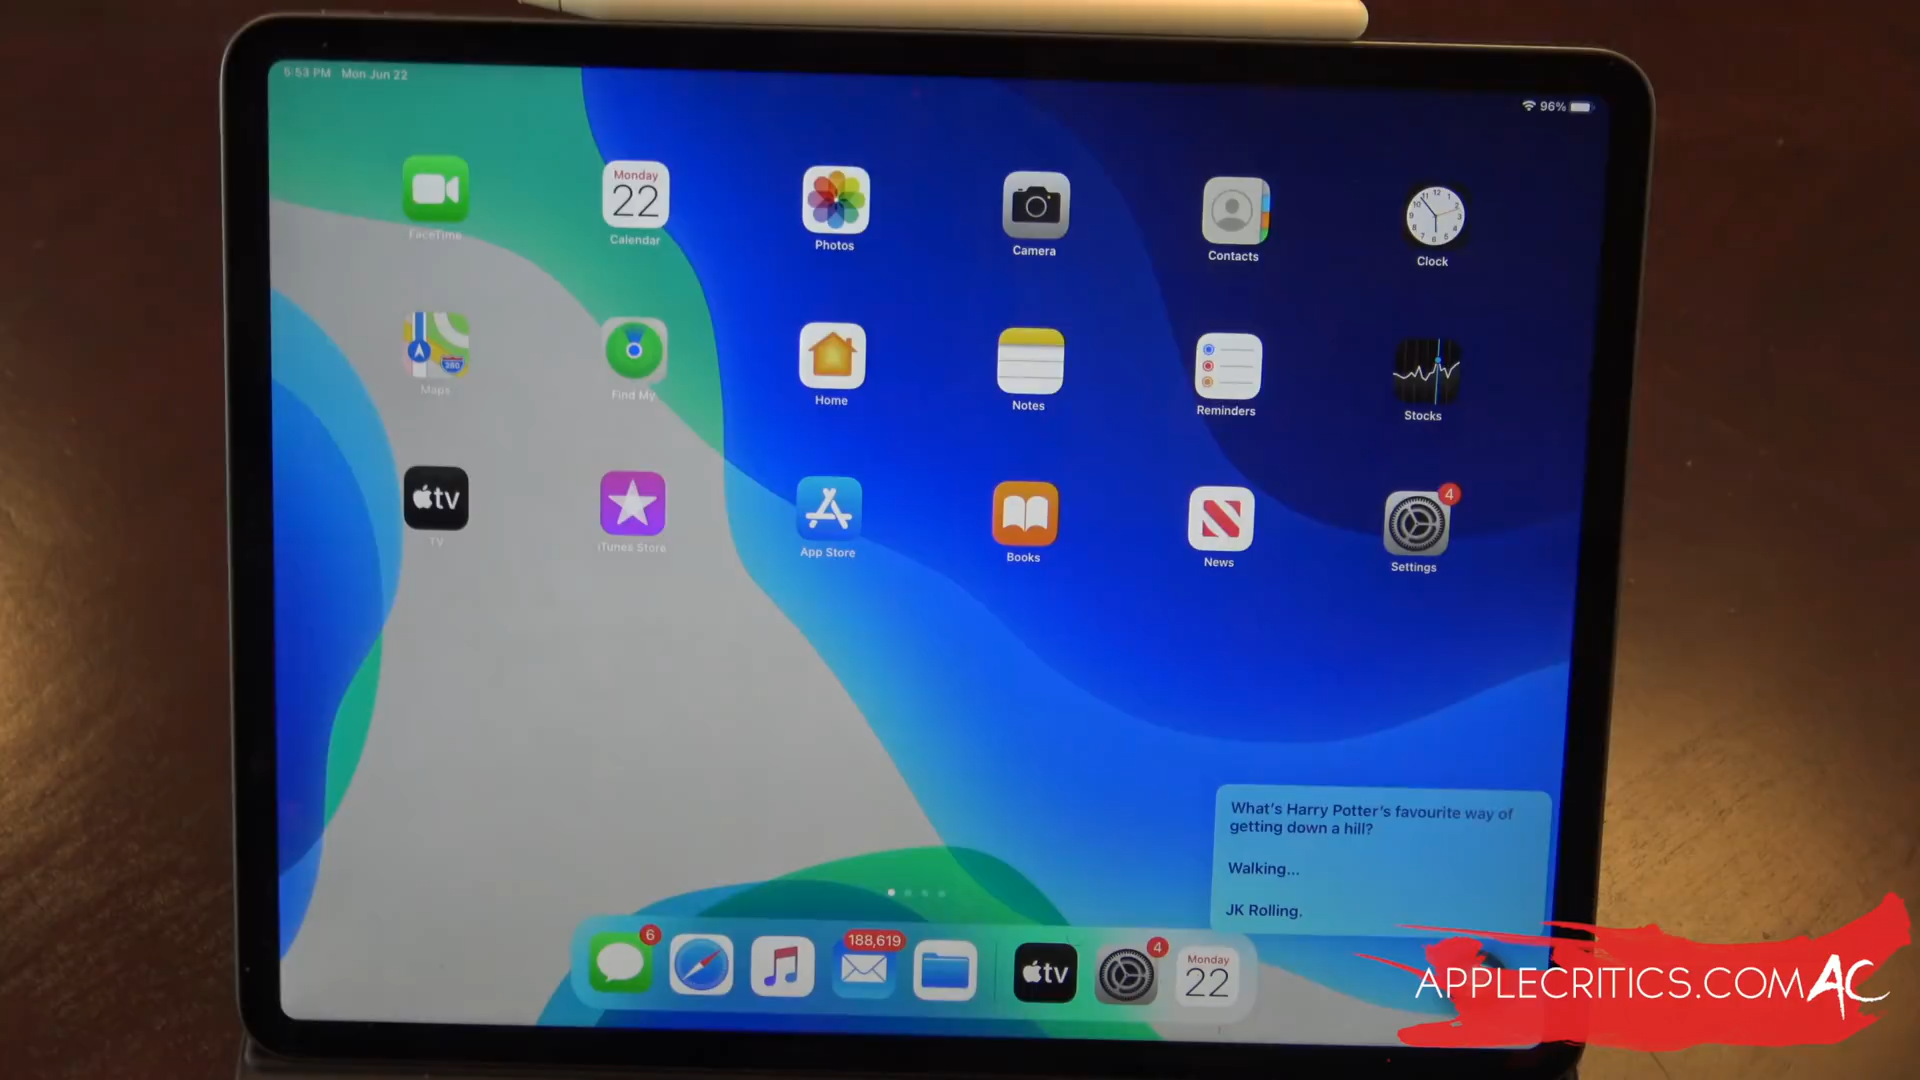 5:53 PM Mon Jun 22
96%
FaceTime
Monday
22
Calendar
Photos
Camera
Contacts
Clock
Maps
280
Find My
Home
Notes
Reminders
Stocks
tv
TV
iTunes Store
App Store
Books
News
4
Settings
What's Harry Potter's favourite way of
getting down a hill?
Walking...
JK Rolling.
6
188,619
tv
4
Monday
22
APPLECRITICS.COM AC